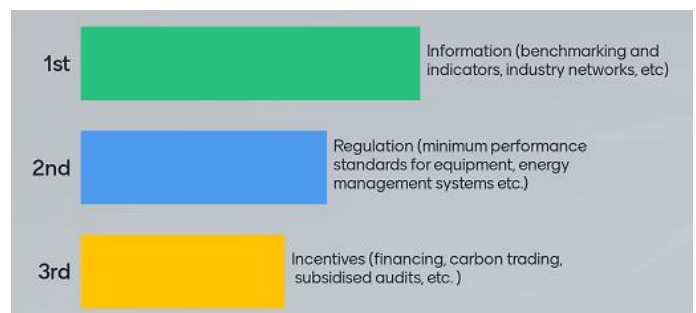 1st
Information (benchmarking and
indicators, industry networks, etc)
2nd
Regulation (minimum performance
standards for equipment, energy
management systems etc.)
3rd
Incentives (financing, carbon trading,
subsidised audits, etc. )